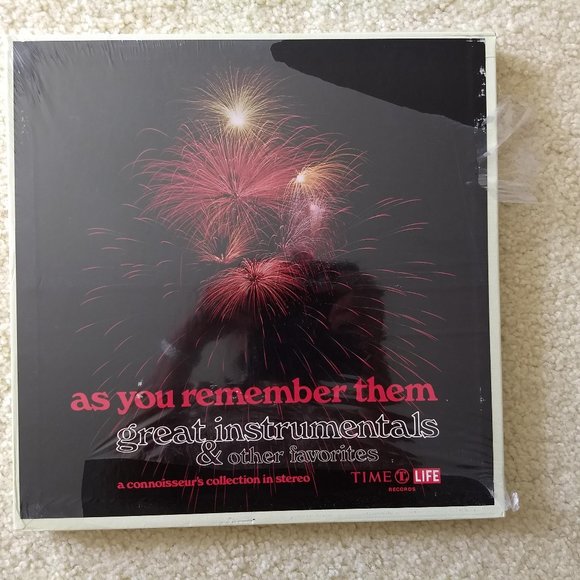 as you remember them
great instrumentals
& other favorites
a connoisseur's collection in stereo
TIME LIFE
RECORDS